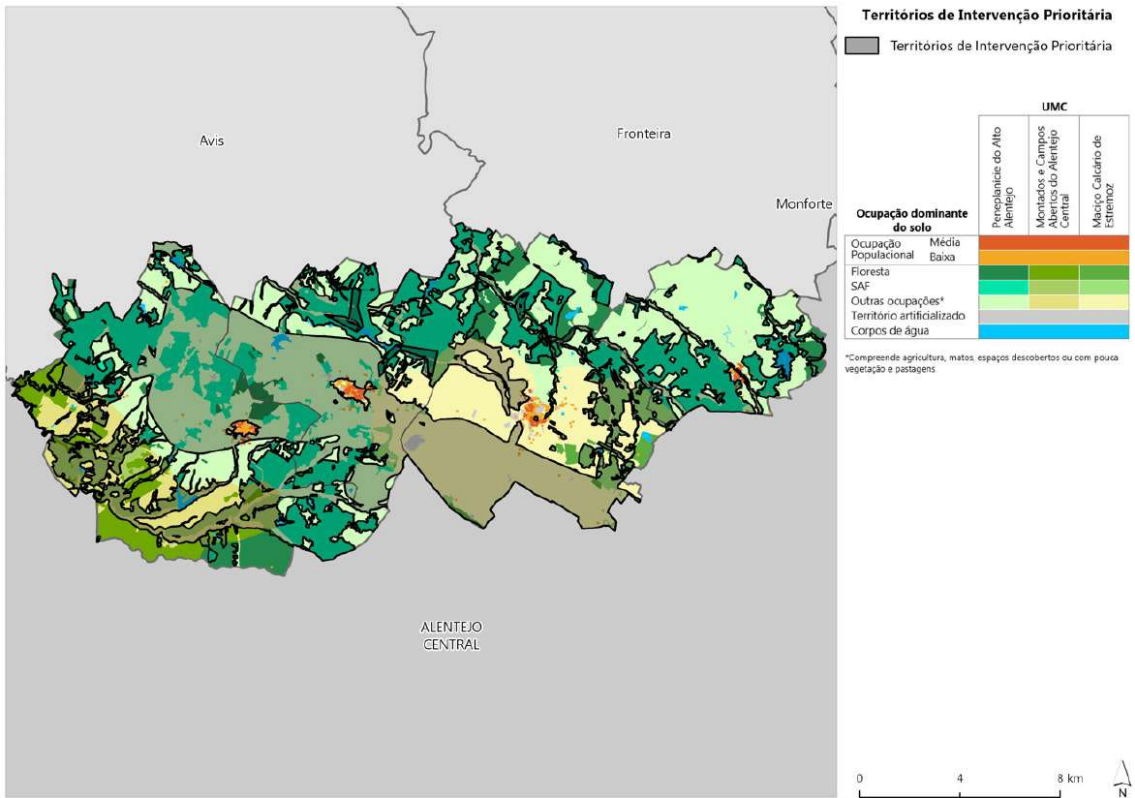 Territórios de Intervenção Prioritária
Territórios de Intervenção Prioritária
Avis
Fronteira
Monforte
ALENTEJO
CENTRAL
UMC
Peneplanície do Alto
Alentejo
Montados e Campos
Abertos do Alentejo
Central
Maciço Calcário de
Estremoz
Ocupação dominante
do solo
Ocupação Média
Populacional Baixa
Floresta
SAF
Outras ocupações*
Território artificializado
Corpos de água
*Compreende agricultura, matos, espaços descobertos ou com pouca
vegetação e pastagens
0 4 8 km
N